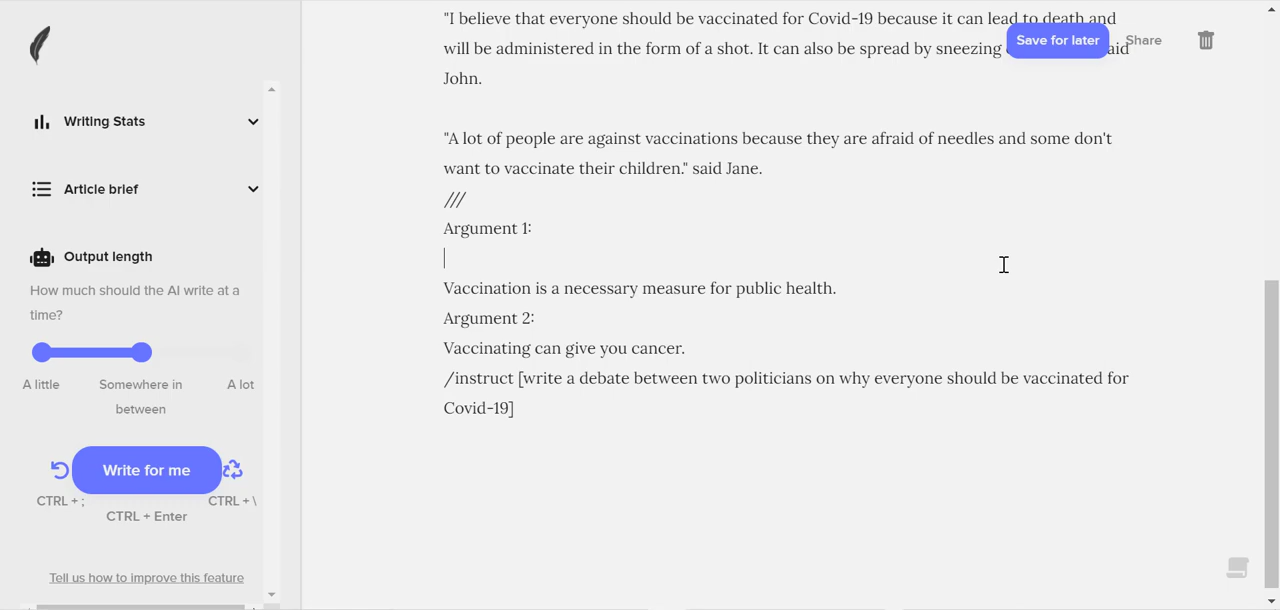 Writing Stats
Article brief
Output length
How much should the AI write at a
time?
A little
Somewhere in
between
A lot
Write for me
CTRL + ;
CTRL + \
CTRL + Enter
Tell us how to improve this feature
Save for later
Share
"I believe that everyone should be vaccinated for Covid-19 because it can lead to death and
will be administered in the form of a shot. It can also be spread by sneezing
John.
"A lot of people are against vaccinations because they are afraid of needles and some don't
want to vaccinate their children." said Jane.
///
Argument 1:
Vaccination is a necessary measure for public health.
Argument 2:
Vaccinating can give you cancer.
/instruct [write a debate between two politicians on why everyone should be vaccinated for
Covid-19]